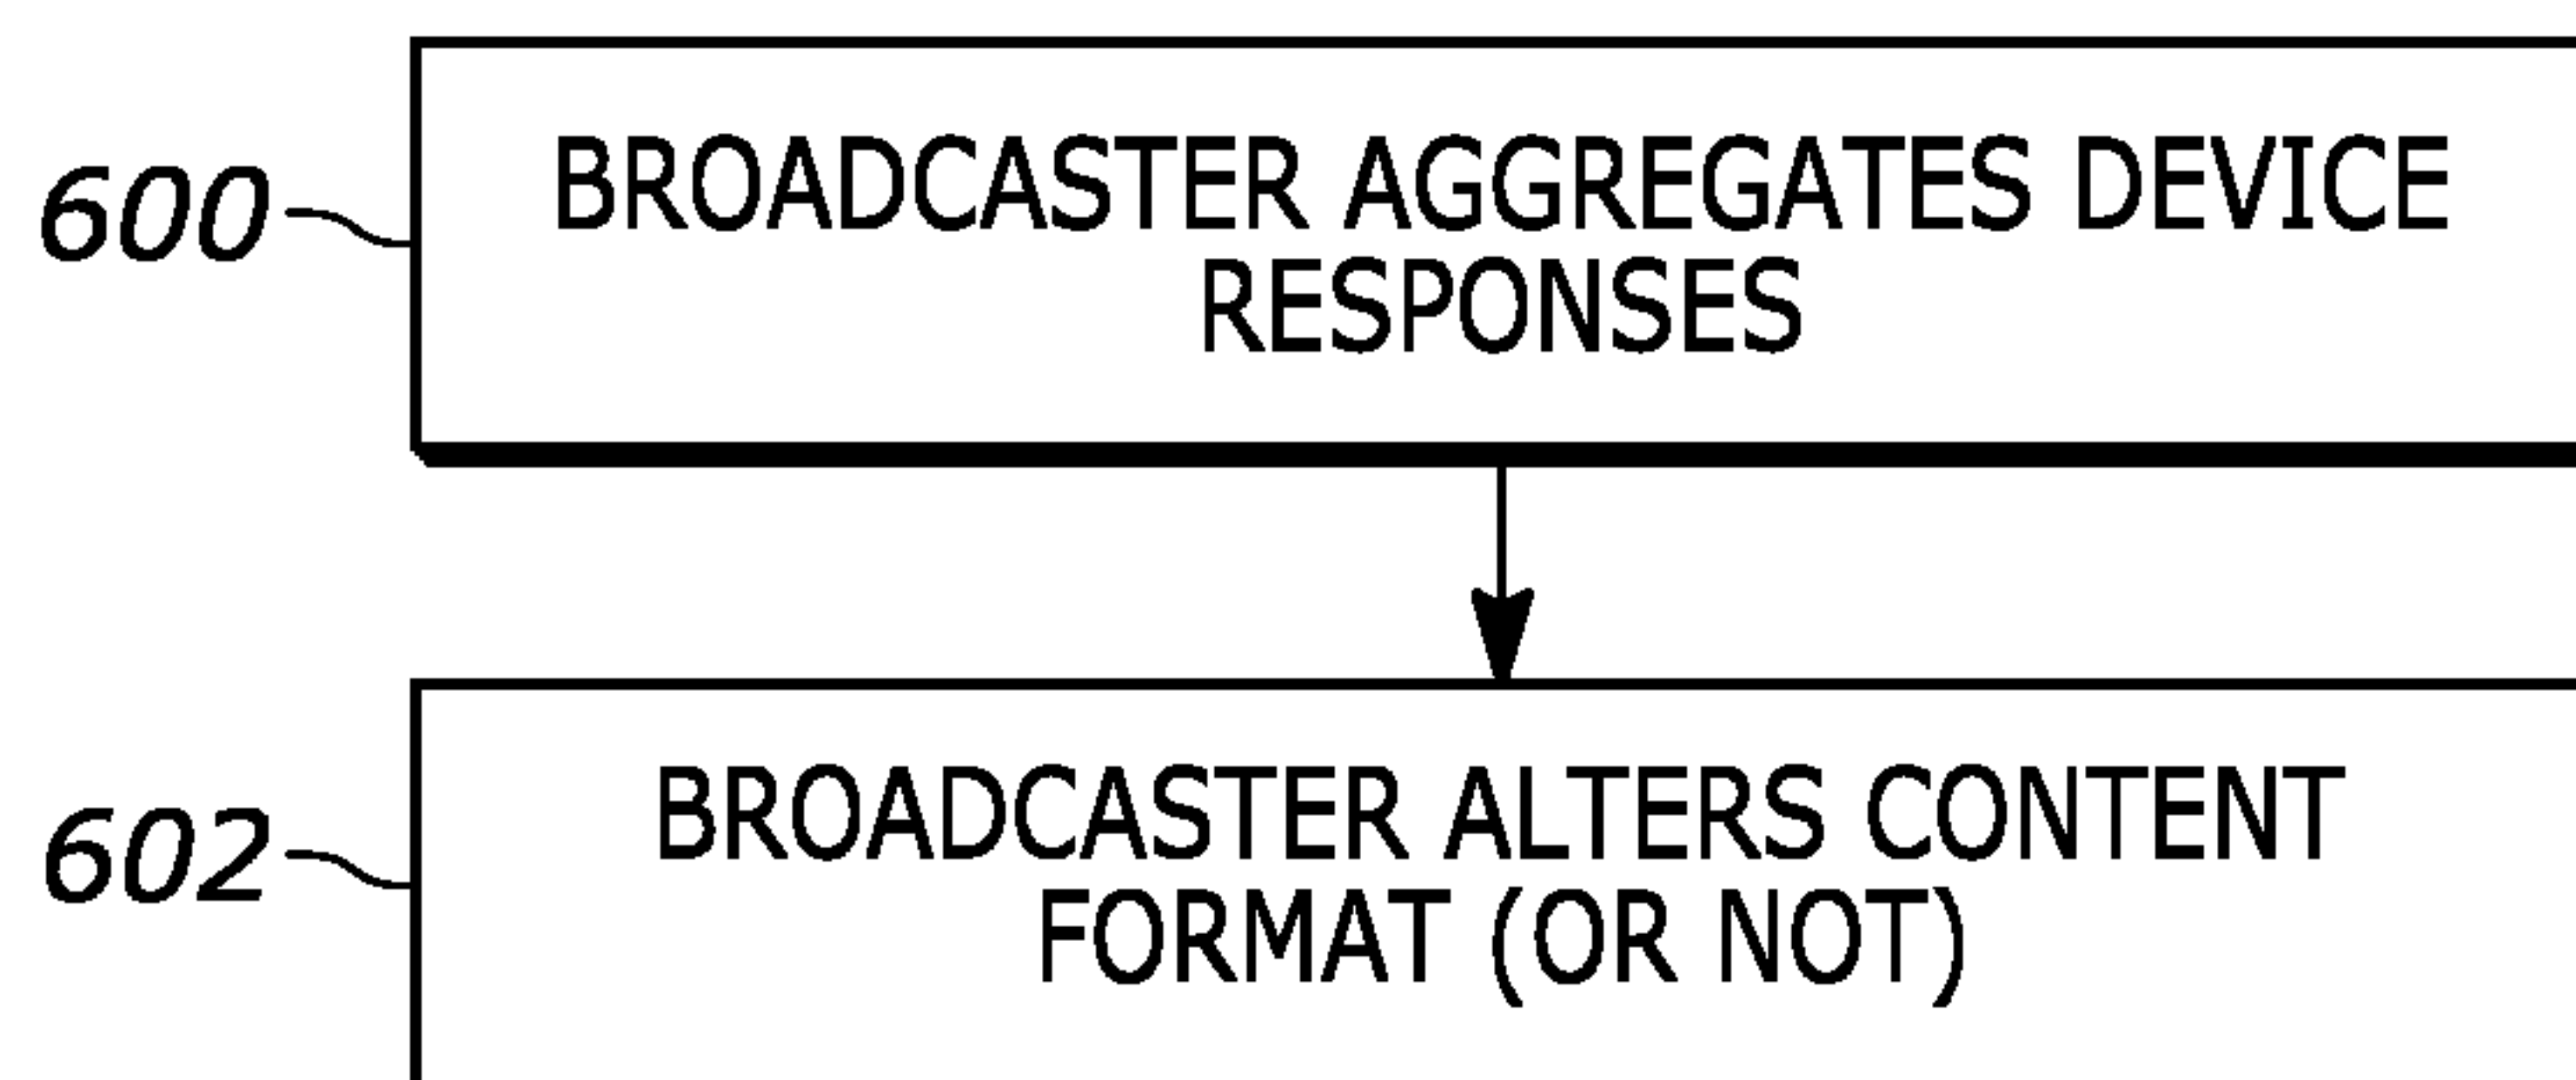 600
BROADCASTER AGGREGATES DEVICE
RESPONSES
602
BROADCASTER ALTERS CONTENT
FORMAT (OR NOT)